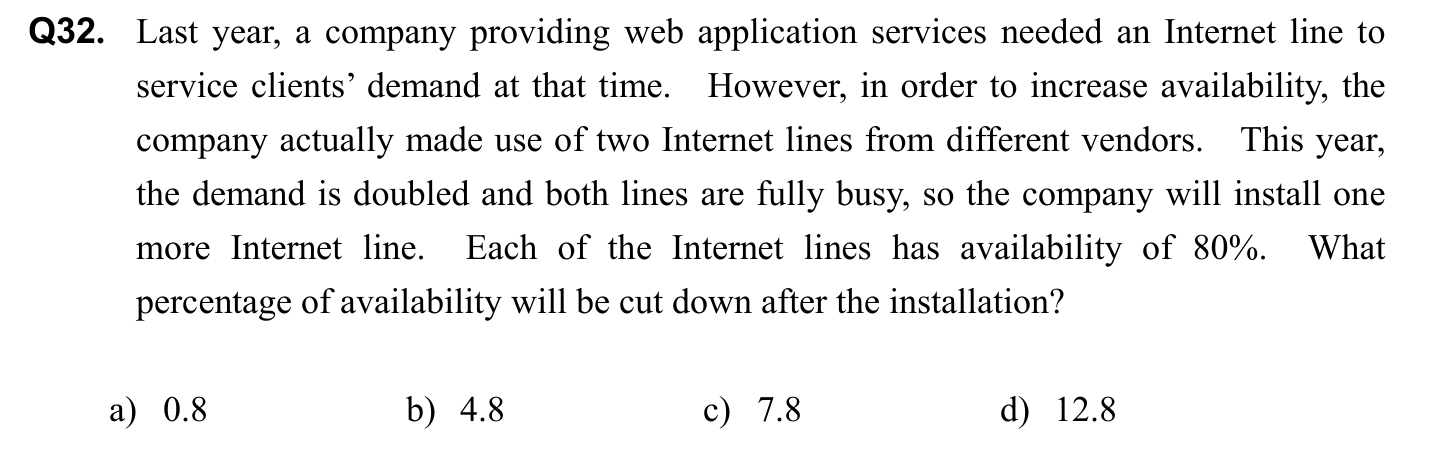 Q32. Last year, a company providing web application services needed an Internet line to
service clients’ demand at that time. However, in order to increase availability, the
company actually made use of two Internet lines from different vendors. This year,
the demand is doubled and both lines are fully busy, so the company will install one
more Internet line. Each of the Internet lines has availability of 80%. What
percentage of availability will be cut down after the installation?
a) 0.8 b) 4.8 c) 7.8 d) 12.8